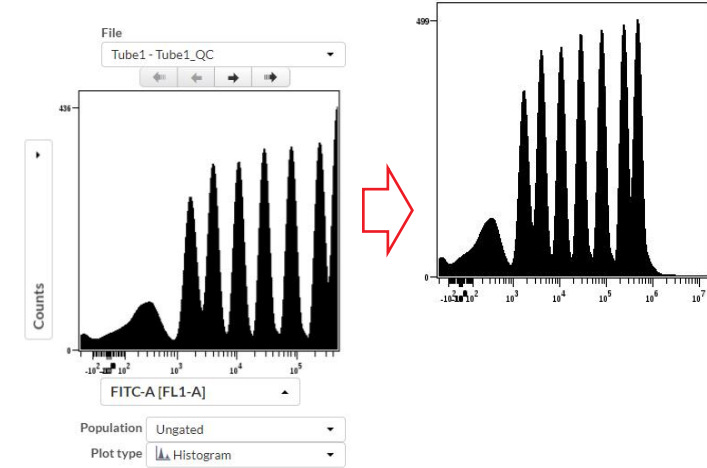 File
Tube1 - Tube1_QC
436
0
Counts
10³
10⁴
10⁵
FITC-A [FL1-A]
Population
Ungated
Plot type
Histogram
499
0
10³
10⁴
10⁵
10⁶
10⁷